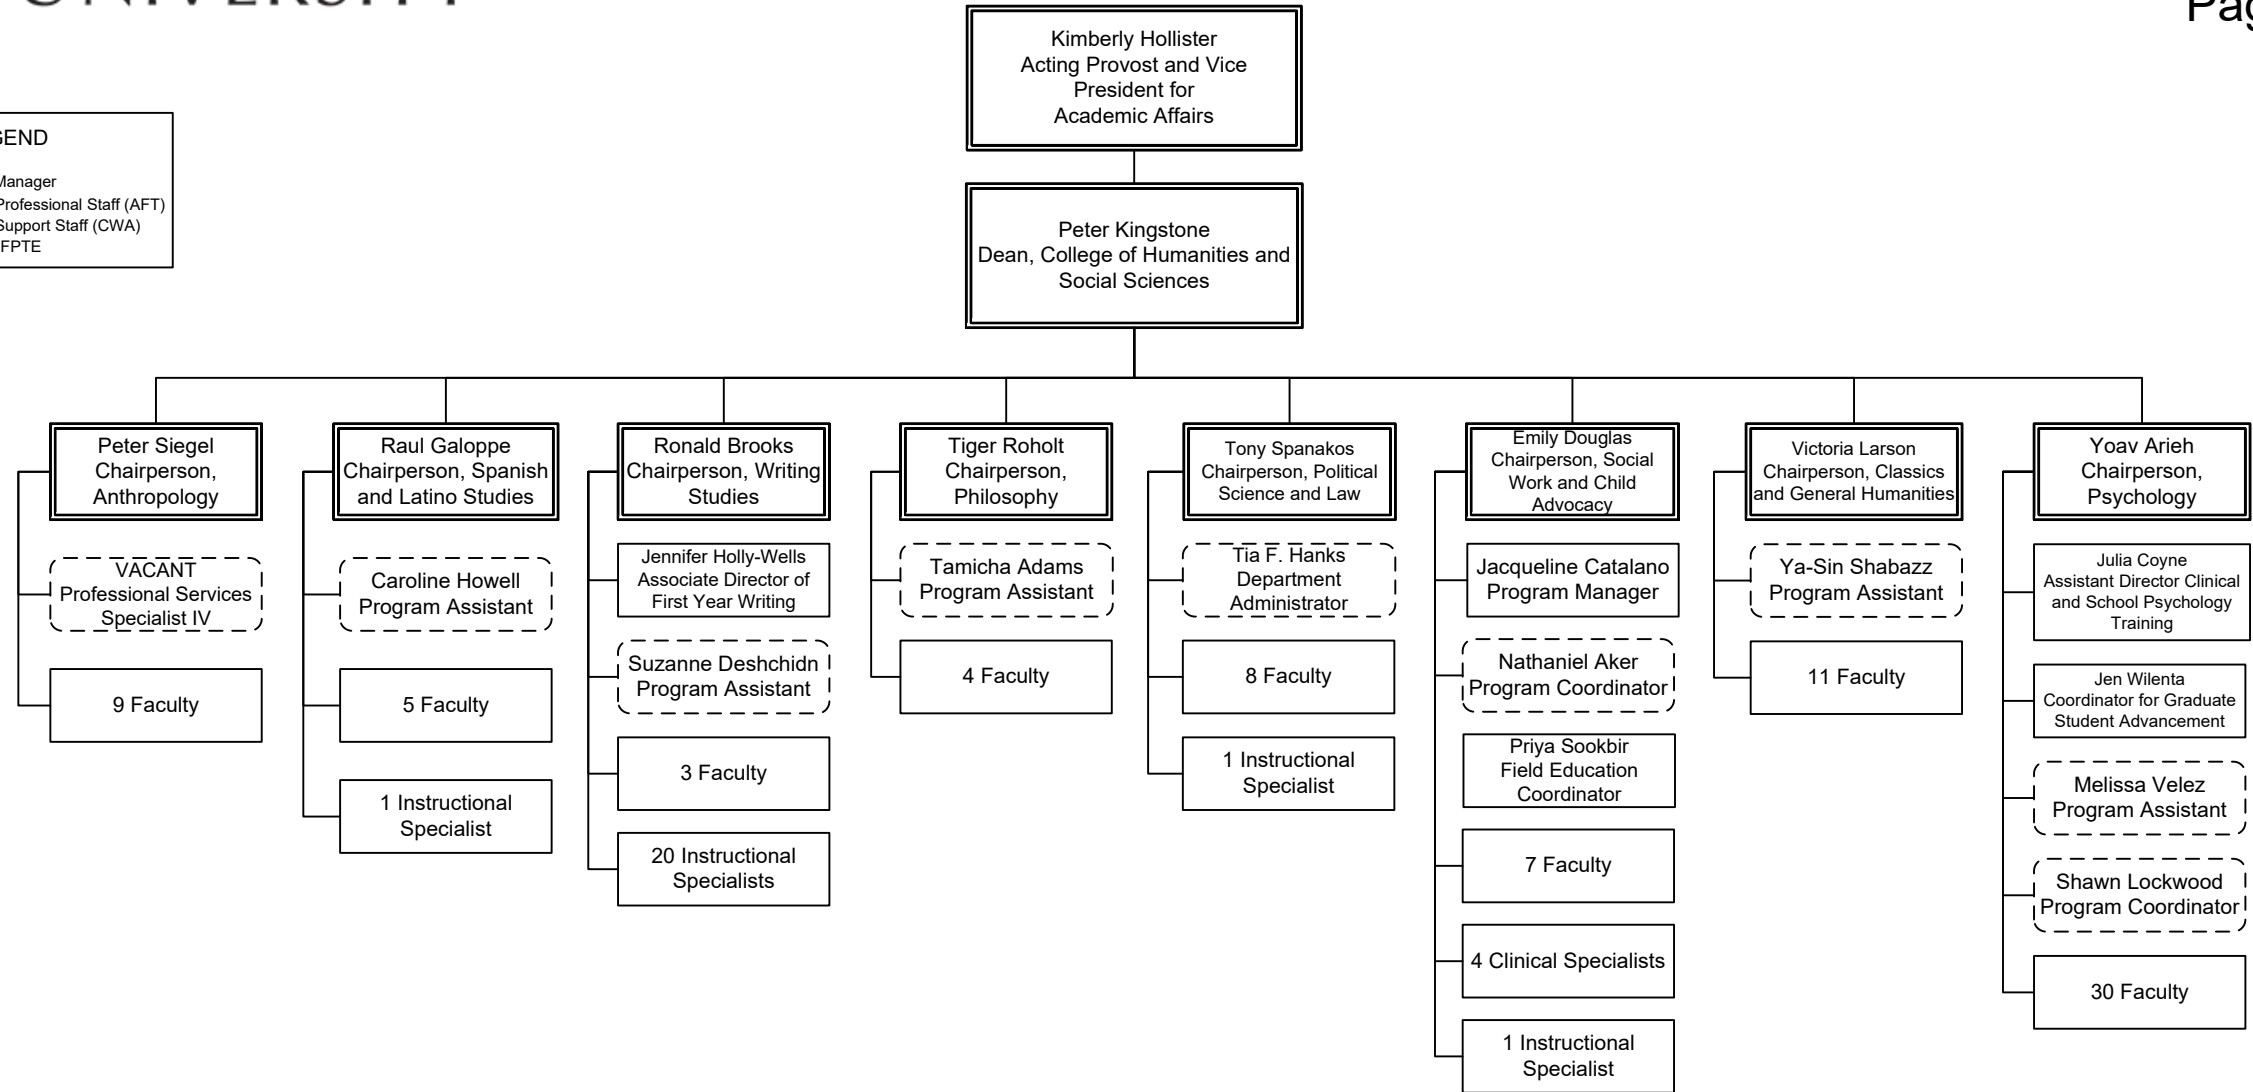 UNIVERSITY
Kimberly Hollister
Acting Provost and Vice
President for
Academic Affairs
Manager
Professional Staff (AFT)
Support Staff (CWA)
Peter Kingstone
Dean, College of Humanities and
Social Sciences
Peter Siegel
Chairperson,
Anthropology
VACANT
Professional Services
Specialist IV
9 Faculty
Raul Galoppe
Chairperson, Spanish
and Latino Studies
Caroline Howell
Program Assistant
5 Faculty
1 Instructional
Specialist
Ronald Brooks
Chairperson, Writing
Studies
Jennifer Holly-Wells
Associate Director of
First Year Writing
Suzanne Deshchidn
Program Assistant
3 Faculty
20 Instructional
Specialists
Tiger Roholt
Chairperson,
Philosophy
Tamicha Adams
Program Assistant
4 Faculty
Tony Spanakos
Chairperson, Political
Science and Law
Tia F. Hanks
Department
Administrator
8 Faculty
1 Instructional
Specialist
Emily Douglas
Chairperson, Social
Work and Child
Advocacy
Jacqueline Catalano
Program Manager
Nathaniel Aker
Program Coordinator
Priya Sookbir
Field Education
Coordinator
7 Faculty
4 Clinical Specialists
1 Instructional
Specialist
Victoria Larson
Chairperson, Classics
and General Humanities
Ya-Sin Shabazz
Program Assistant
11 Faculty
Yoav Arieh
Chairperson,
Psychology
Julia Coyne
Assistant Director Clinical
and School Psychology
Training
Jen Wilenta
Coordinator for Graduate
Student Advancement
Melissa Velez
Program Assistant
Shawn Lockwood
Program Coordinator
30 Faculty